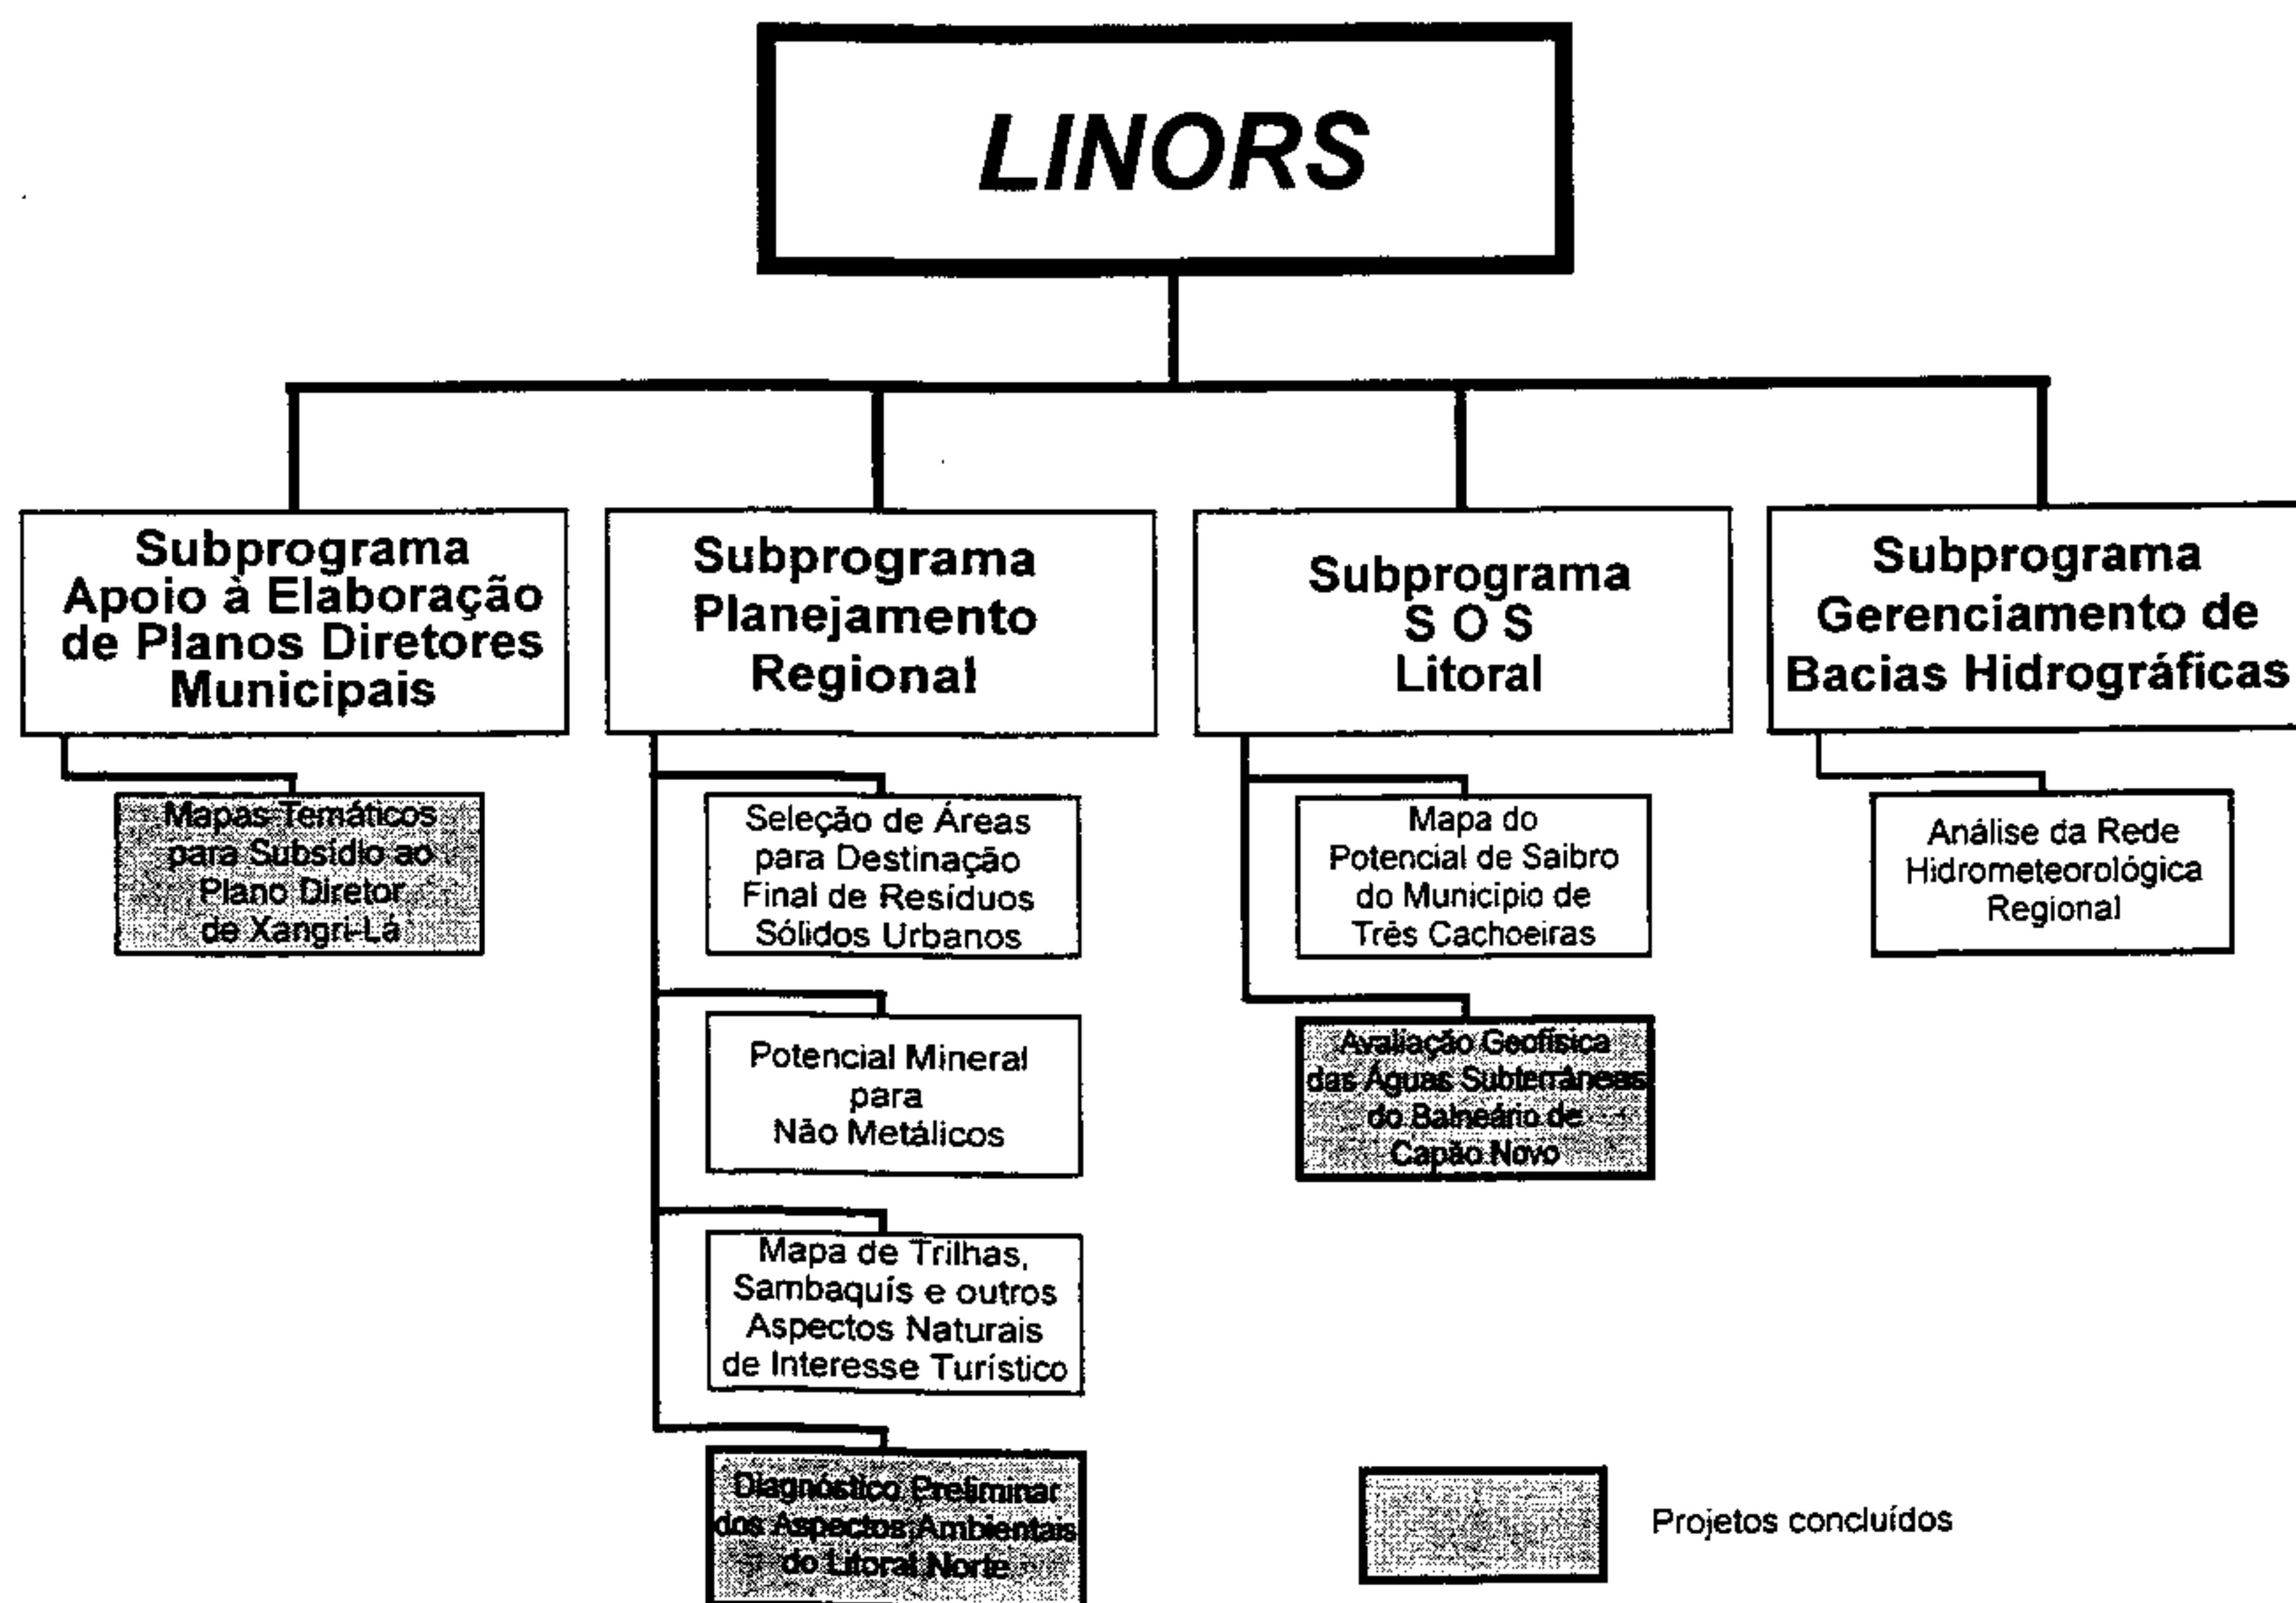 LINORS
Subprograma
Apoio à Elaboração
de Planos Diretores
Municipais
Mapas Temáticos
para Subsídio ao
Plano Diretor
de Xangri-Lá
Subprograma
Planejamento
Regional
Seleção de Áreas
para Destinação
Final de Resíduos
Sólidos Urbanos
Potencial Mineral
para
Não Metálicos
Mapa de Trilhas,
Sambaquís e outros
Aspectos Naturais
de Interesse Turístico
Diagnóstico Preliminar
dos Aspectos Ambientais
do Litoral Norte
Subprograma
S O S
Litoral
Mapa do
Potencial de Saibro
do Município de
Três Cachoeiras
Avaliação Geofísica
das Águas Subterrâneas
do Balneário de
Capão Novo
Subprograma
Gerenciamento de
Bacias Hidrográficas
Análise da Rede
Hidrometeorológica
Regional
Projetos concluídos